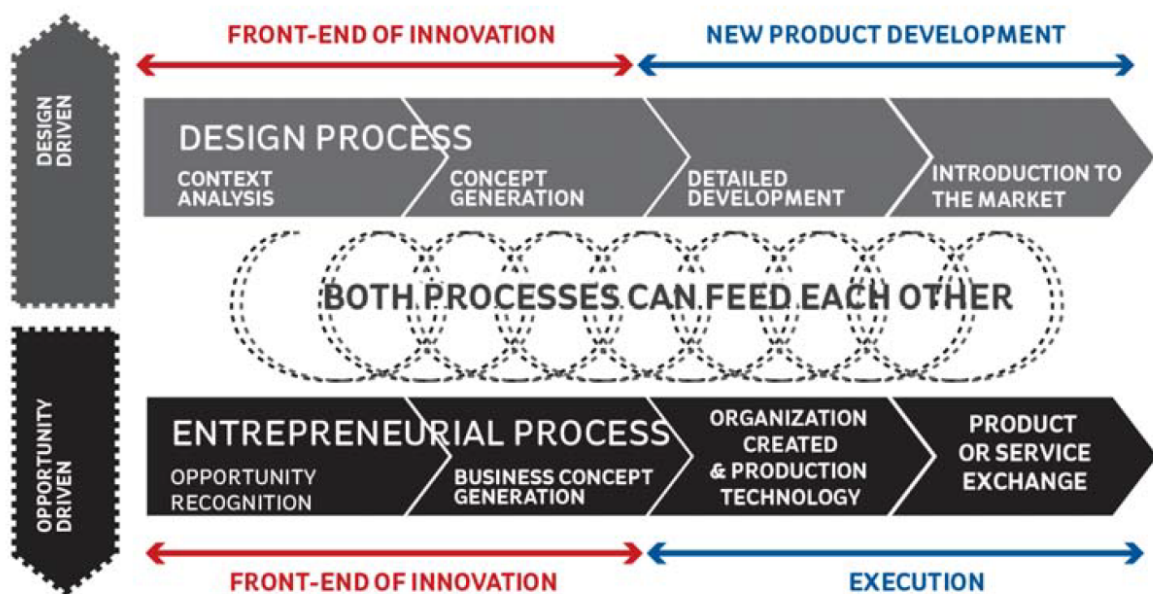 FRONT-END OF INNOVATION
NEW PRODUCT DEVELOPMENT
DESIGN
DRIVEN
DESIGN PROCESS
CONTEXT
ANALYSIS
CONCEPT
GENERATION
DETAILED
DEVELOPMENT
INTRODUCTION TO
THE MARKET
BOTH PROCESSES CAN FEED EACH OTHER
OPPORTUNITY
DRIVEN
ENTREPRENEURIAL PROCESS
OPPORTUNITY
RECOGNITION
BUSINESS CONCEPT
GENERATION
ORGANIZATION
CREATED
& PRODUCTION
TECHNOLOGY
PRODUCT
OR SERVICE
EXCHANGE
FRONT-END OF INNOVATION
EXECUTION